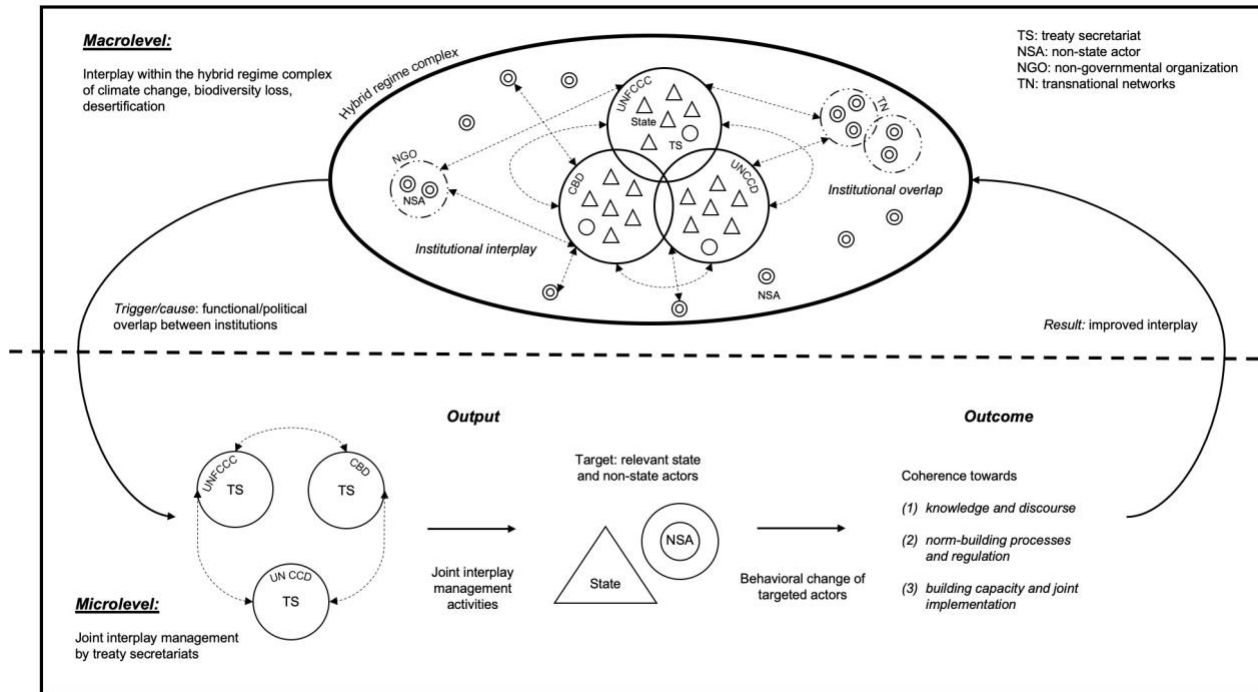 Macrolevel:
Interplay within the hybrid regime complex
of climate change, biodiversity loss,
desertification
TS: treaty secretariat
NSA: non-state actor
NGO: non-governmental organization
TN: transnational networks
Hybrid regime complex
UNFCCC
State
TS
TN
NGO
NSA
CBD
UNCCD
Institutional overlap
Institutional interplay
NSA
Trigger/cause: functional/political
overlap between institutions
Result: improved interplay
Output
Outcome
UNFCCC
TS
CBD
TS
UN CCD
TS
Target: relevant state
and non-state actors
NSA
State
Coherence towards
(1) knowledge and discourse
(2) norm-building processes
and regulation
(3) building capacity and joint
implementation
Joint interplay
management
activities
Behavioral change of
targeted actors
Microlevel:
Joint interplay management
by treaty secretariats